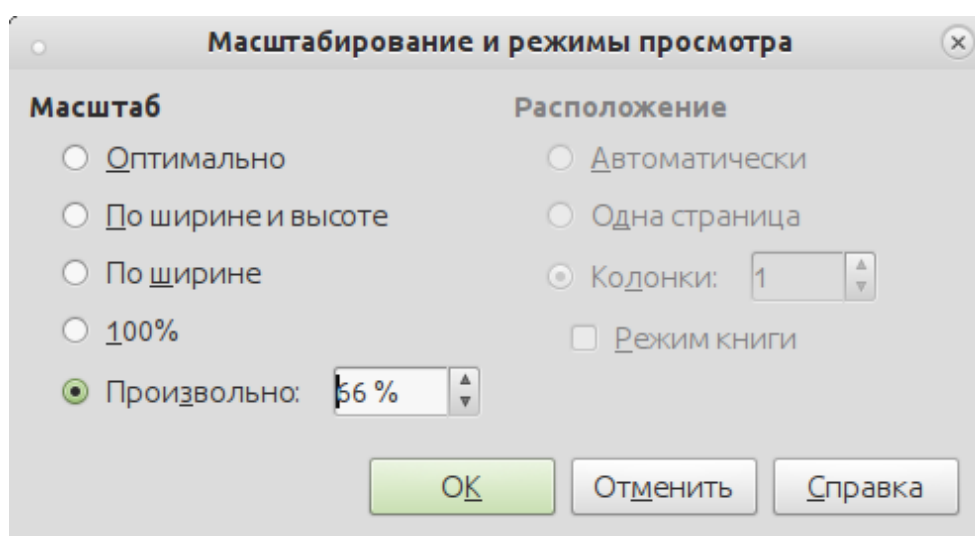 Масштабирование и режимы просмотра
Масштаб
Оптимально
По ширине и высоте
По ширине
100%
Произвольно: 66 %
Расположение
Автоматически
Одна страница
Колонки: 1
Режим книги
OK Отменить Справка